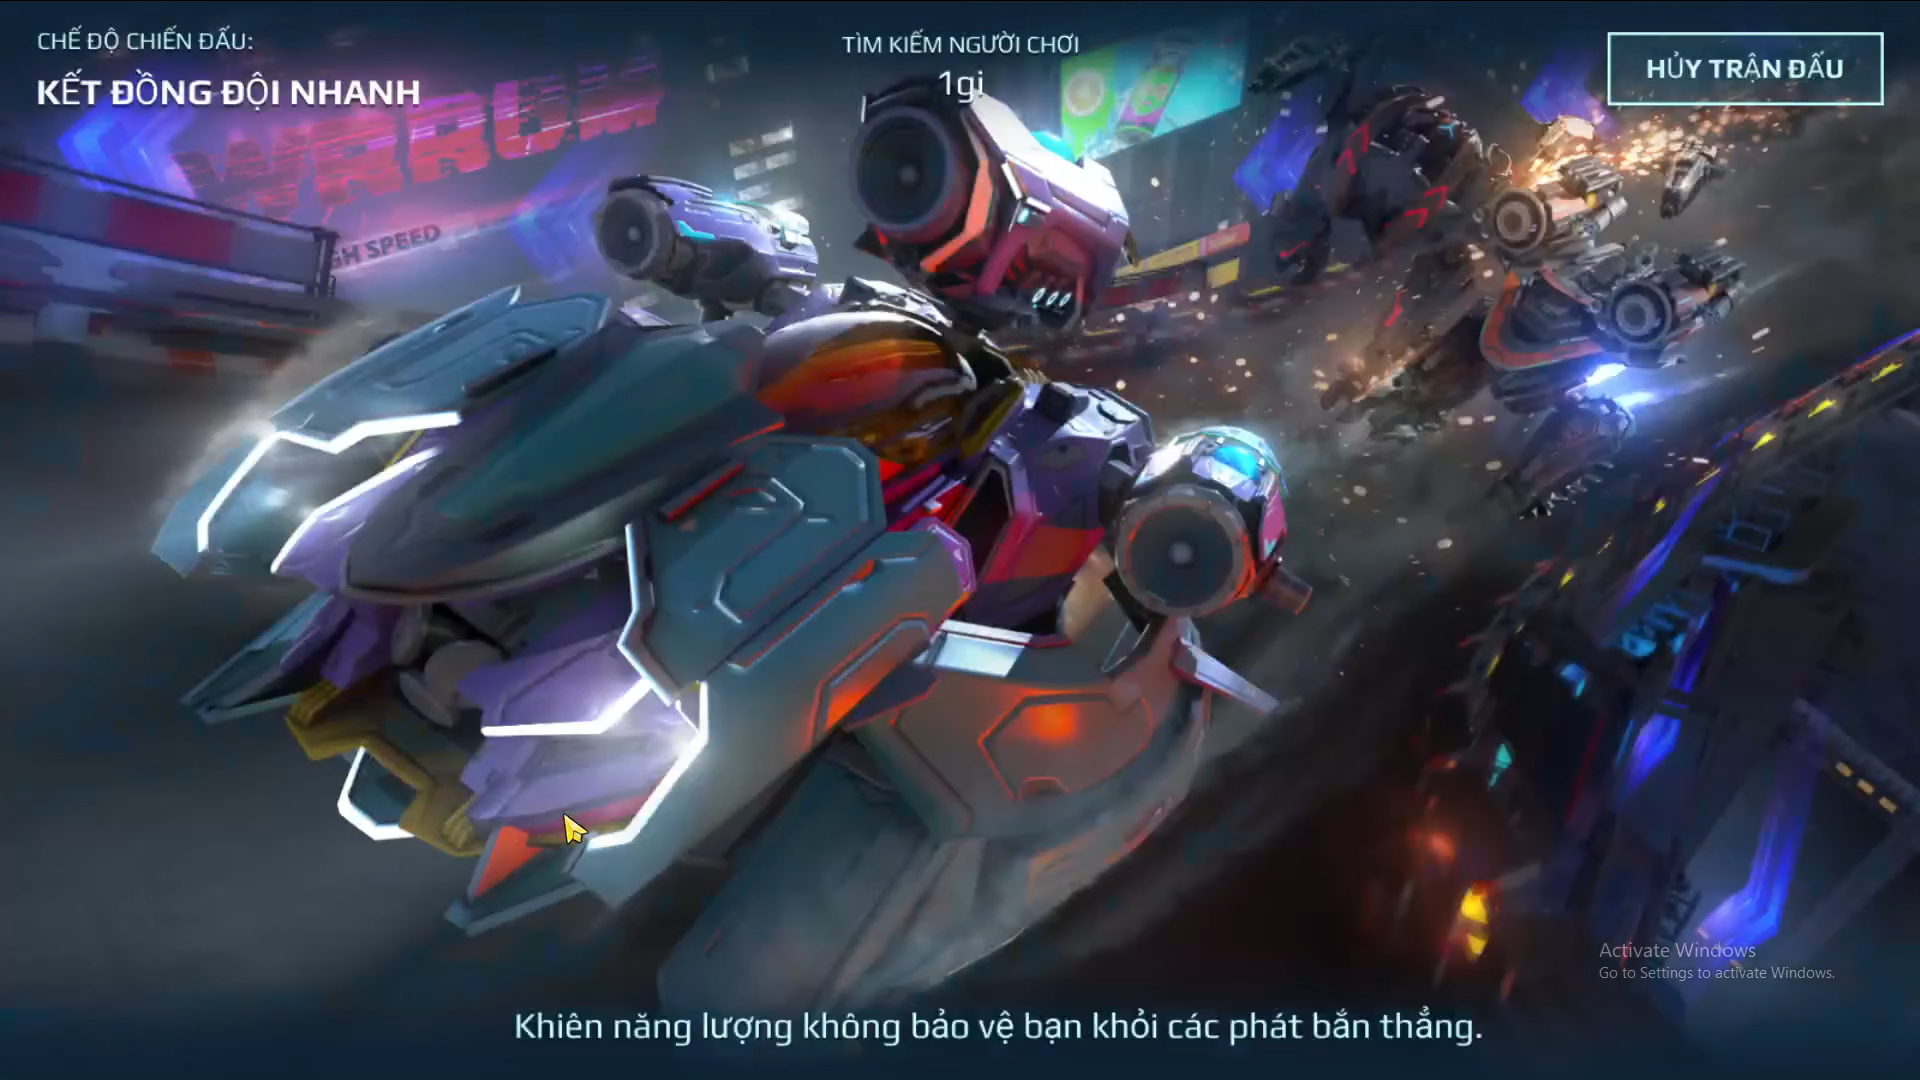 CHẾ ĐỘ CHIẾN ĐẤU:
KẾT ĐỒNG ĐỘI NHANH
TÌM KIẾM NGƯỜI CHƠI
1gi
HỦY TRẬN ĐẤU
GH SPEED
Activate Windows
Go to Settings to activate Windows.
Khiên năng lượng không bảo vệ bạn khỏi các phát bắn thẳng.